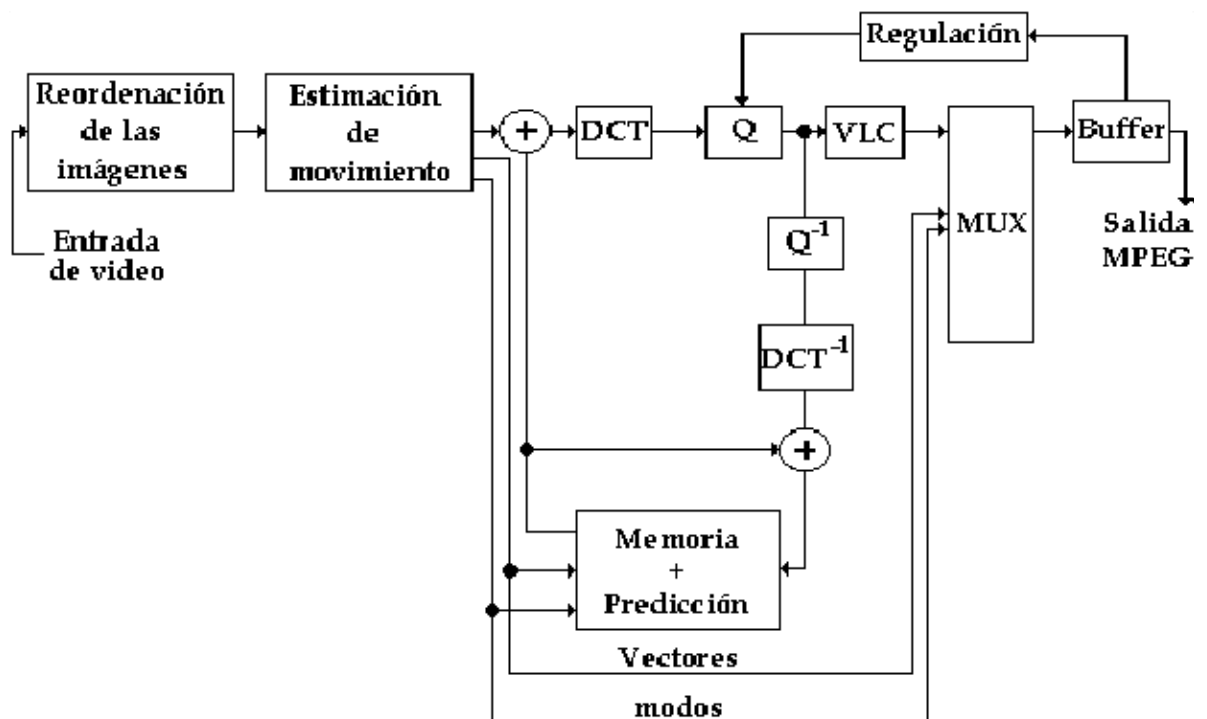 Regulación
Reordenación
de las
imágenes
Estimación
de
movimiento
+
DCT
Q
VLC
MUX
Buffer
Entrada
de video
Salida
MPEG
Q⁻¹
DCT⁻¹
+
Memoria
+
Predicción
Vectores
modos